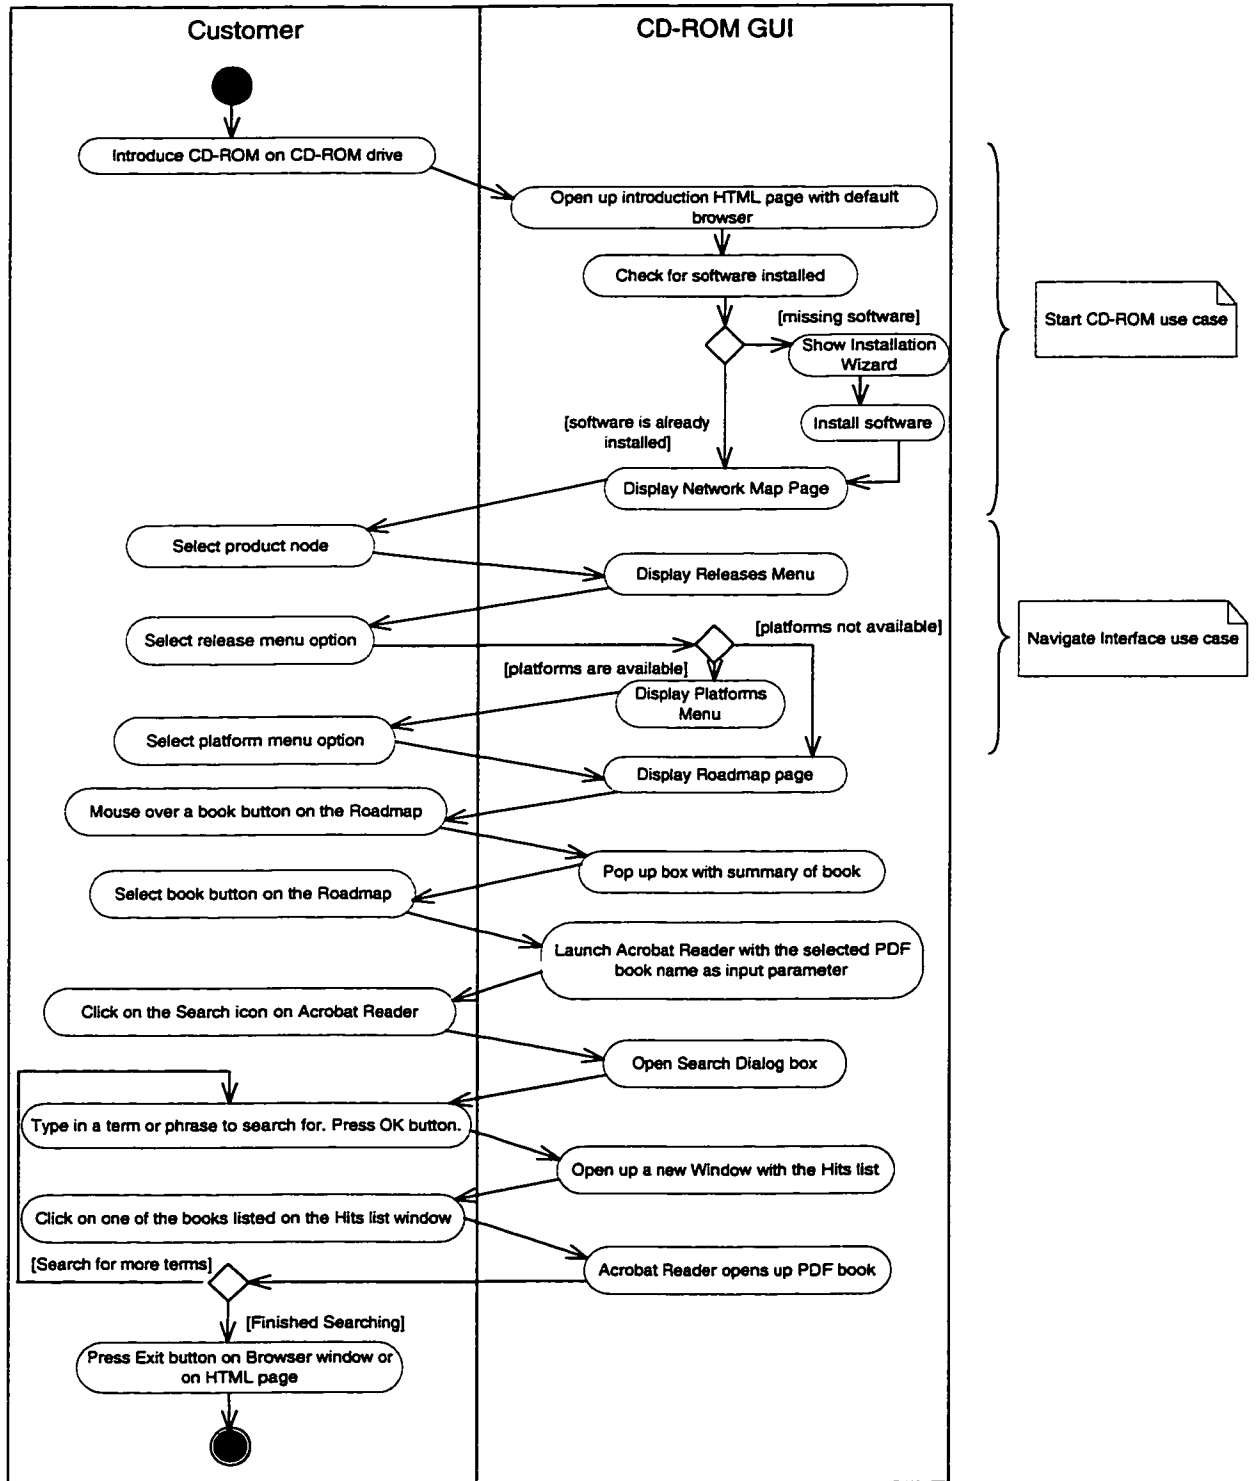 Customer
CD-ROM GUI
Introduce CD-ROM on CD-ROM drive
Open up introduction HTML page with default
browser
Check for software installed
[missing software]
Show Installation
Wizard
Start CD-ROM use case
Install software
[software is already
installed]
Display Network Map Page
Select product node
Display Releases Menu
Select release menu option
[platforms not available]
Navigate Interface use case
[platforms are available]
Display Platforms
Menu
Select platform menu option
Display Roadmap page
Mouse over a book button on the Roadmap
Pop up box with summary of book
Select book button on the Roadmap
Launch Acrobat Reader with the selected PDF
book name as input parameter
Click on the Search icon on Acrobat Reader
Open Search Dialog box
Type in a term or phrase to search for. Press OK button.
Open up a new Window with the Hits list
Click on one of the books listed on the Hits list window
[Search for more terms]
Acrobat Reader opens up PDF book
[Finished Searching]
Press Exit button on Browser window or
on HTML page